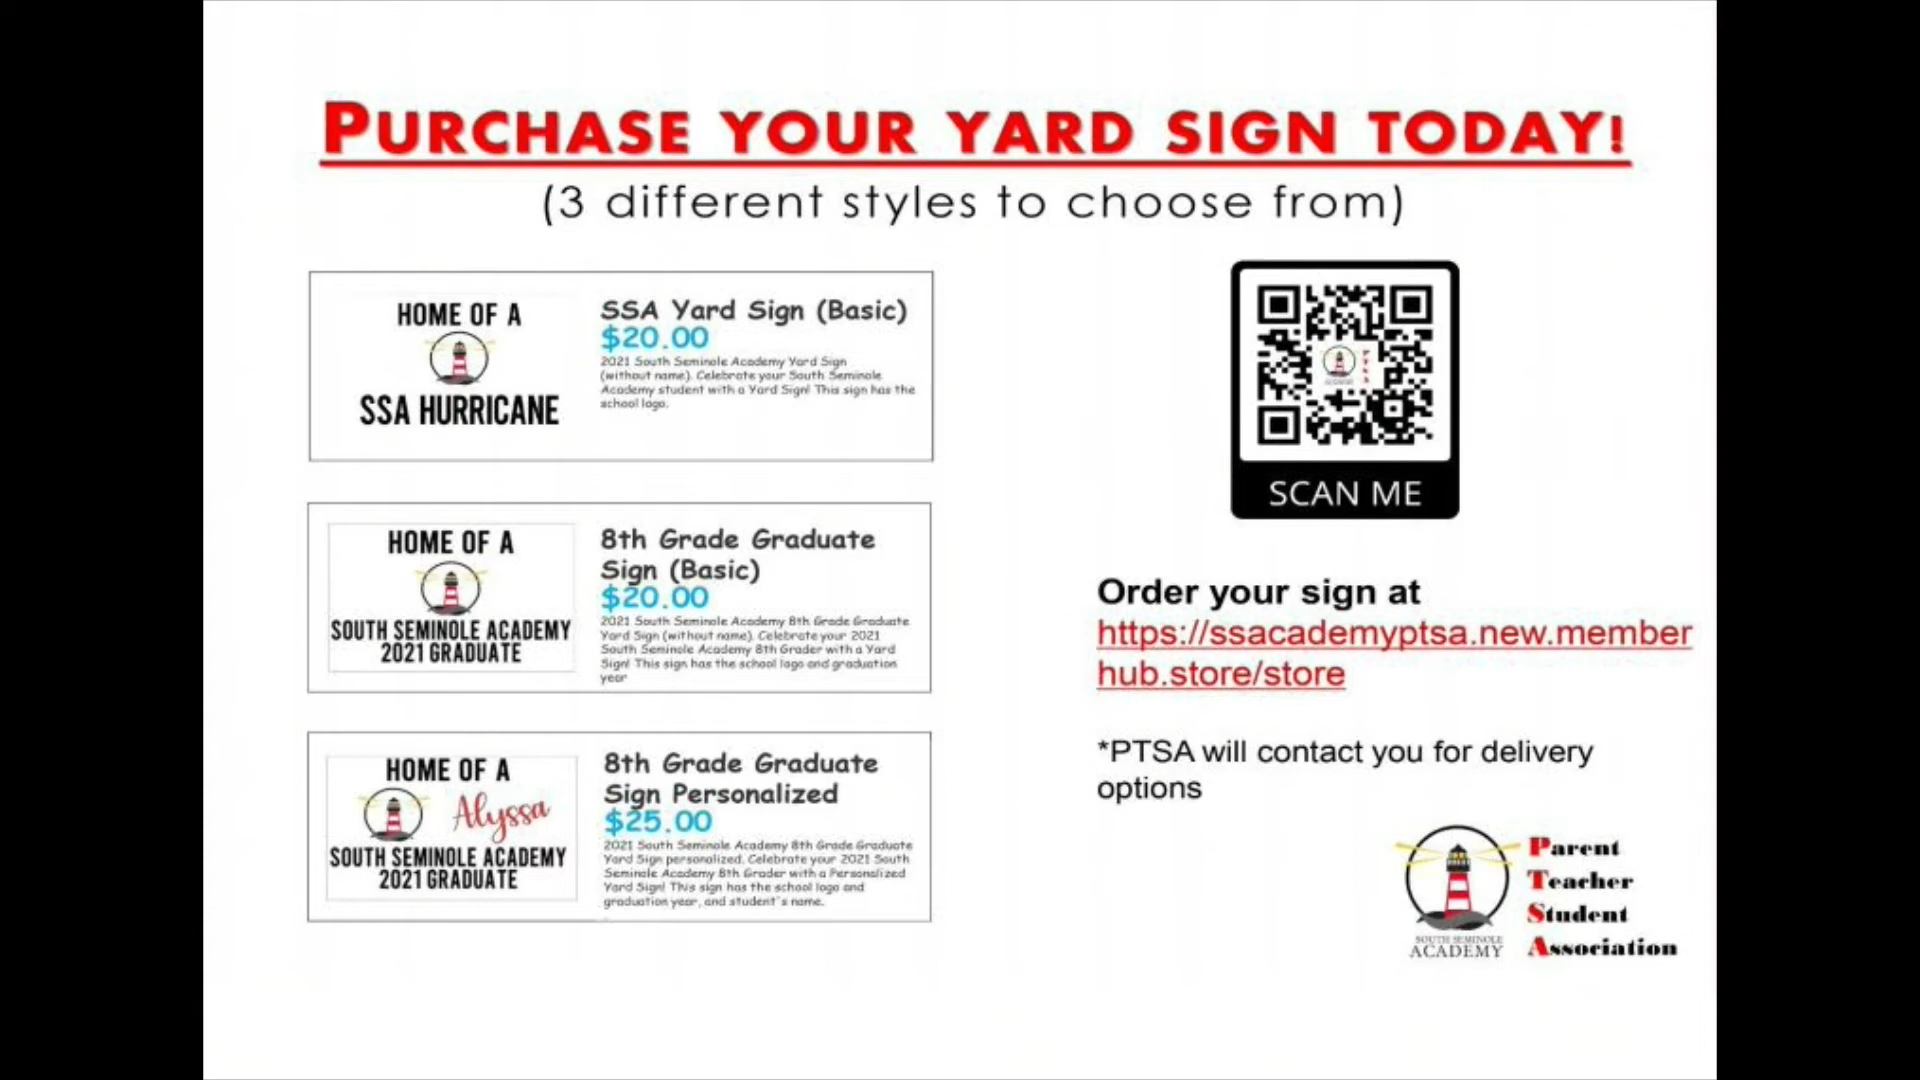 PURCHASE YOUR YARD SIGN TODAY!
(3 different styles to choose from)
HOME OF A
SSA HURRICANE
SSA Yard Sign (Basic)
$20.00
2021 South Seminole Academy Yard Sign
(without name). Celebrate your South Seminole
Academy student with a Yard Sign! This sign has the
school logo.
HOME OF A
SOUTH SEMINOLE ACADEMY
2021 GRADUATE
8th Grade Graduate
Sign (Basic)
$20.00
2021 South Seminole Academy 8th Grade Graduate
Yard Sign (without name). Celebrate your 2021
South Seminole Academy 8th Grader with a Yard
Sign! This sign has the school logo and graduation
year
HOME OF A
Alyssa
SOUTH SEMINOLE ACADEMY
2021 GRADUATE
8th Grade Graduate
Sign Personalized
$25.00
2021 South Seminole Academy 8th Grade Graduate
Yard Sign personalized. Celebrate your 2021 South
Seminole Academy 8th Grader with a Personalized
Yard Sign! This sign has the school logo and
graduation year, and student's name.
PTSA
SCAN ME
Order your sign at
https://ssacademyptsa.new.member
hub.store/store
*PTSA will contact you for delivery
options
SOUTH SEMINOLE
ACADEMY
Parent
Teacher
Student
Association